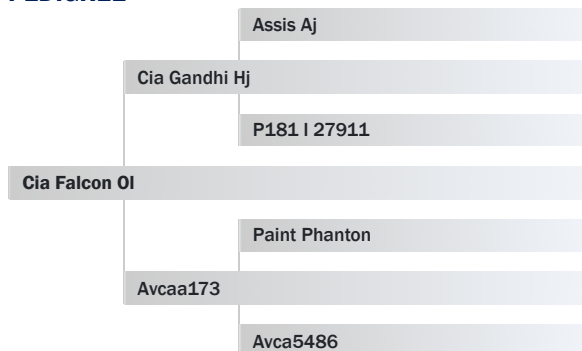 Assis Aj
Cia Gandhi Hj
P181 I 27911
Cia Falcon Ol
Paint Phanton
Avcaa173
Avca5486